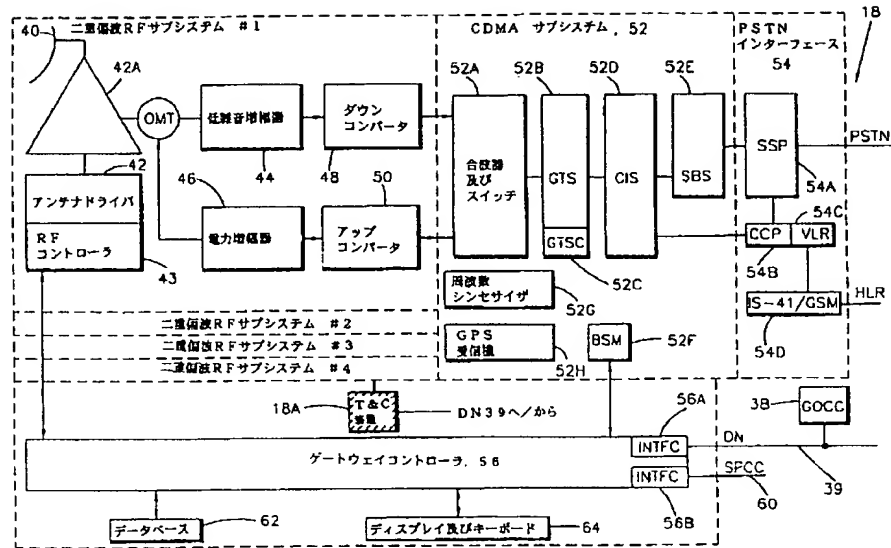 40
二重偏波RFサブシステム #1
42A
OMT
低雑音増幅器
44
ダウン
コンバータ
48
42
アンテナドライバ
RF
コントローラ
43
46
電力増幅器
50
アップ
コンバータ
二重偏波RFサブシステム #2
二重偏波RFサブシステム #3
二重偏波RFサブシステム #4
CDMA サブシステム, 52
52A
合波器
及び
スイッチ
52B
GTS
GTSC
52C
52D
CIS
52E
SBS
周波数
シンセサイザ
52G
GPS
受信機
52H
BSM
52F
PSTN
インターフェース
54
18
SSP
54A
PSTN
54C
CCP
VLR
54B
IS-41/GSM
HLR
54D
18A
T&C
装置
DN39へ/から
56A
38
GOCC
ゲートウェイコントローラ, 56
INTFC
DN
39
INTFC
SPCC
60
56B
データベース
62
ディスプレイ及びキーボード
64